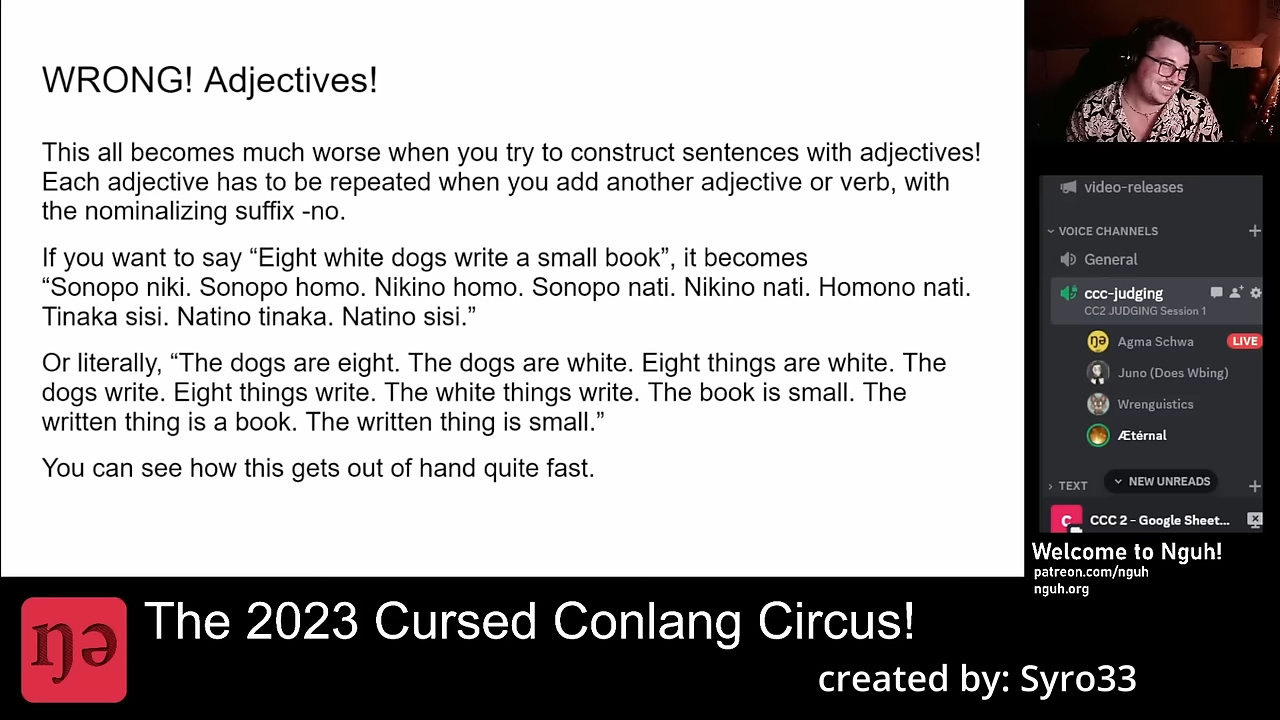 WRONG! Adjectives!
This all becomes much worse when you try to construct sentences with adjectives!
Each adjective has to be repeated when you add another adjective or verb, with
the nominalizing suffix -no.
If you want to say “Eight white dogs write a small book”, it becomes
“Sonopo niki. Sonopo homo. Nikino homo. Sonopo nati. Nikino nati. Homono nati.
Tinaka sisi. Natino tinaka. Natino sisi.”
Or literally, “The dogs are eight. The dogs are white. Eight things are white. The
dogs write. Eight things write. The white things write. The book is small. The
written thing is a book. The written thing is small.”
You can see how this gets out of hand quite fast.
video-releases
VOICE CHANNELS
General
ccc-judging
CC2 JUDGING Session 1
ŋə
Agma Schwa
LIVE
Juno (Does Wbing)
Wrenguistics
Ætérnal
TEXT
NEW UNREADS
C
CCC 2 - Google Sheet...
Welcome to Nguh!
patreon.com/nguh
nguh.org
ŋə
The 2023 Cursed Conlang Circus!
created by: Syro33